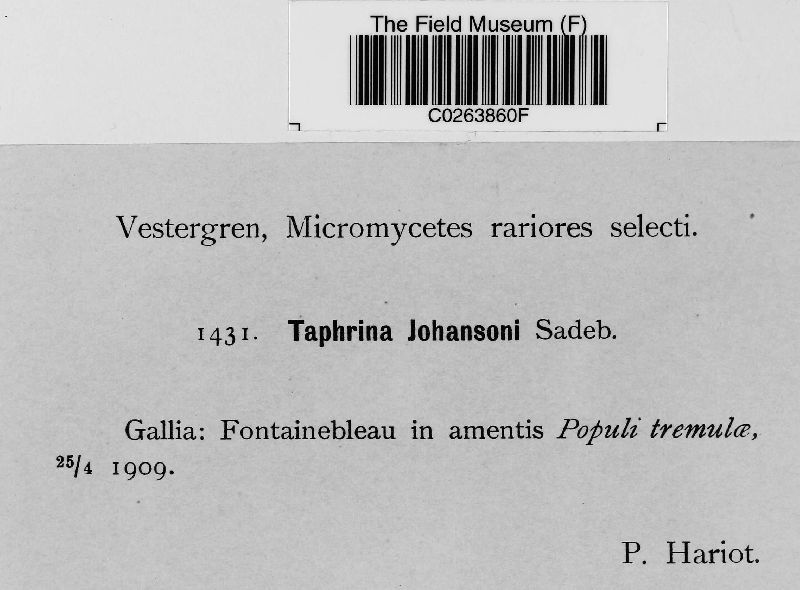 The Field Museum (F)
C0263860F
Vestergren, Micromycetes rariores selecti.
1431. Taphrina Johansoni Sadeb.
Gallia: Fontainebleau in amentis Populi tremulæ,
25/4 1909.
P. Hariot.